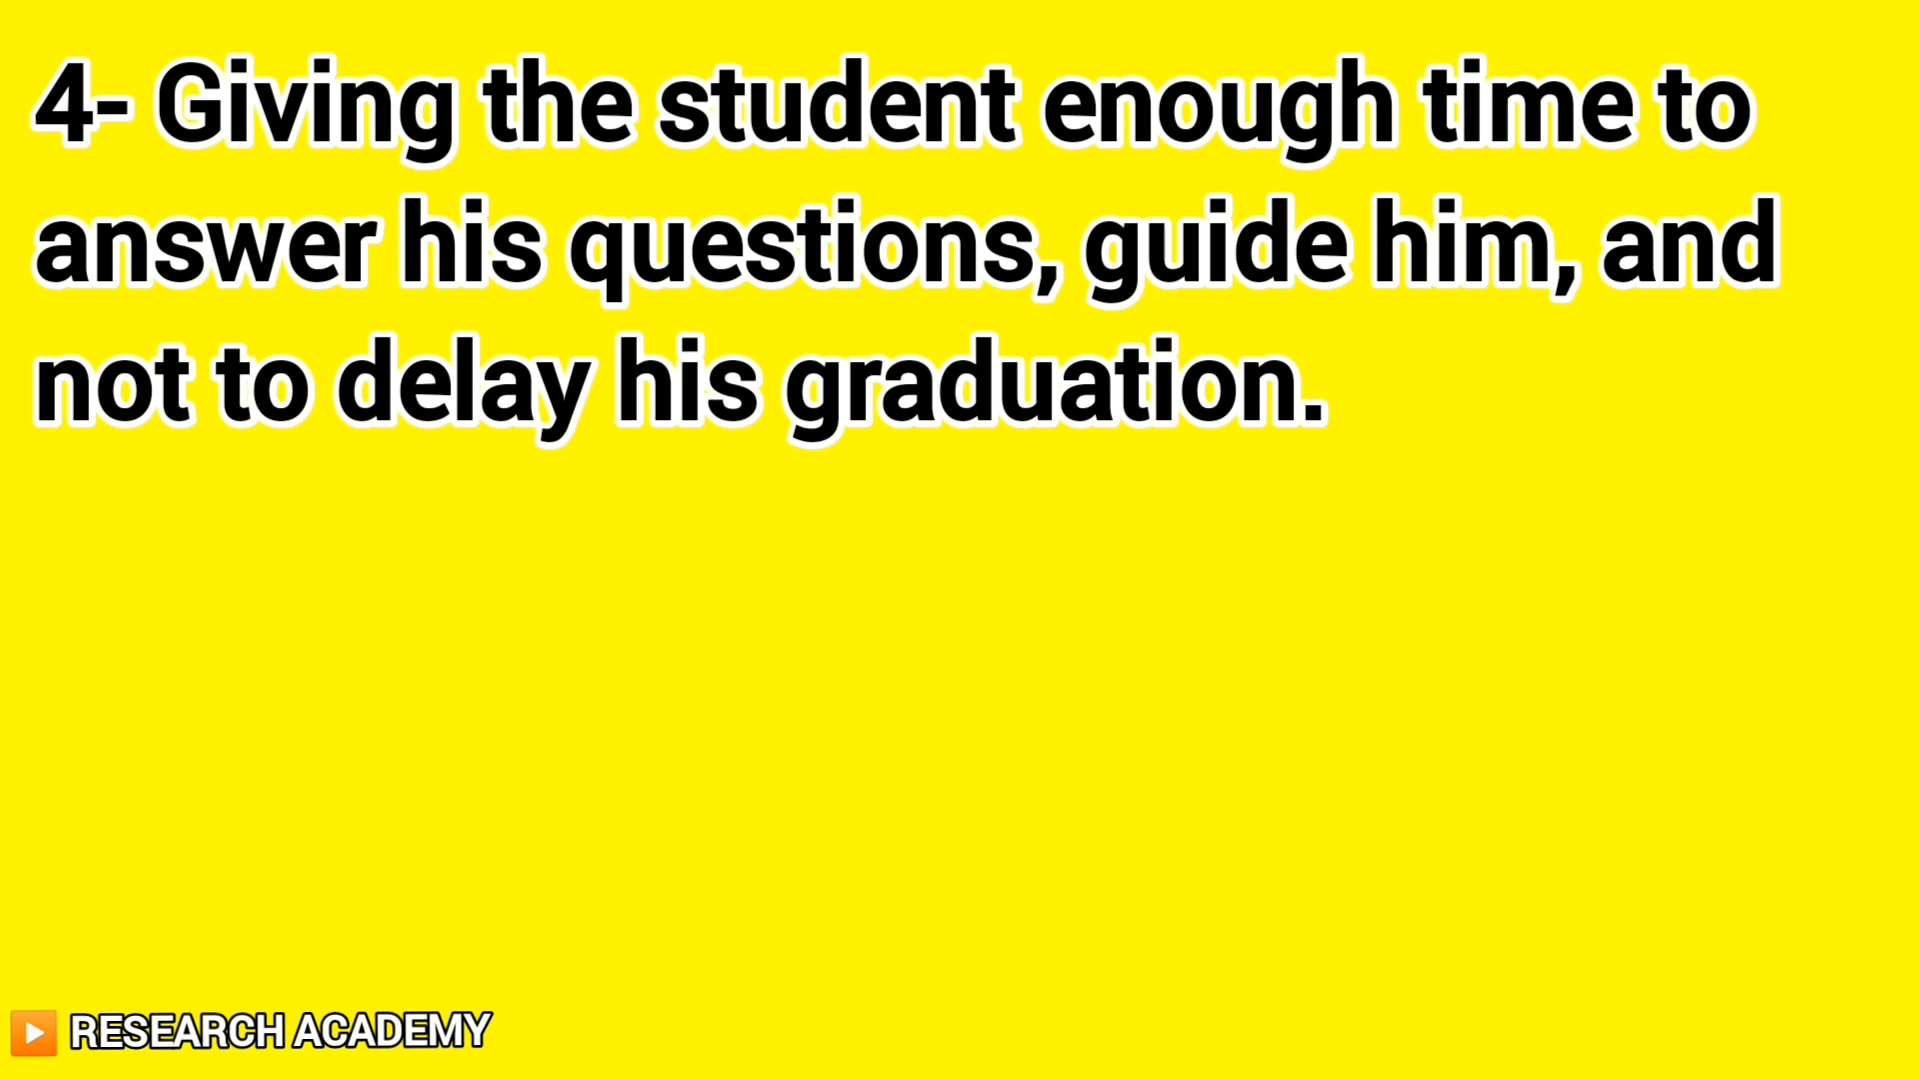 4- Giving the student enough time to
answer his questions, guide him, and
not to delay his graduation.
RESEARCH ACADEMY